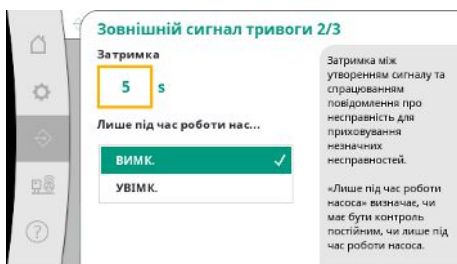 Зовнішній сигнал тривоги 2/3
Затримка
5 s
Лише під час роботи нас...
ВИМК.
УВІМК.
Затримка між
утворенням сигналу та
спрацюванням
повідомлення про
несправність для
приховування
незначних
несправностей.
«Лише під час роботи
насоса» визначає, чи
має бути контроль
постійним, чи лише під
час роботи насоса.